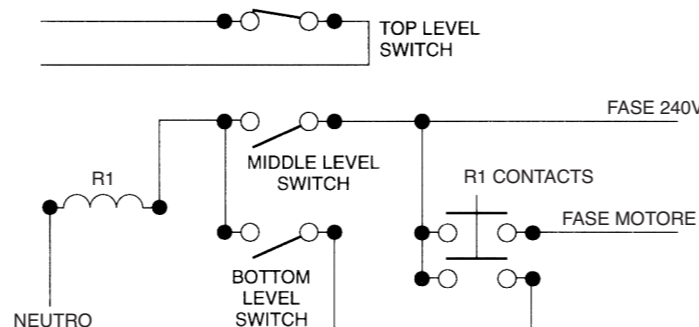 TOP LEVEL
SWITCH
FASE 240V
MIDDLE LEVEL
SWITCH
R1
R1 CONTACTS
FASE MOTORE
BOTTOM
LEVEL
SWITCH
NEUTRO